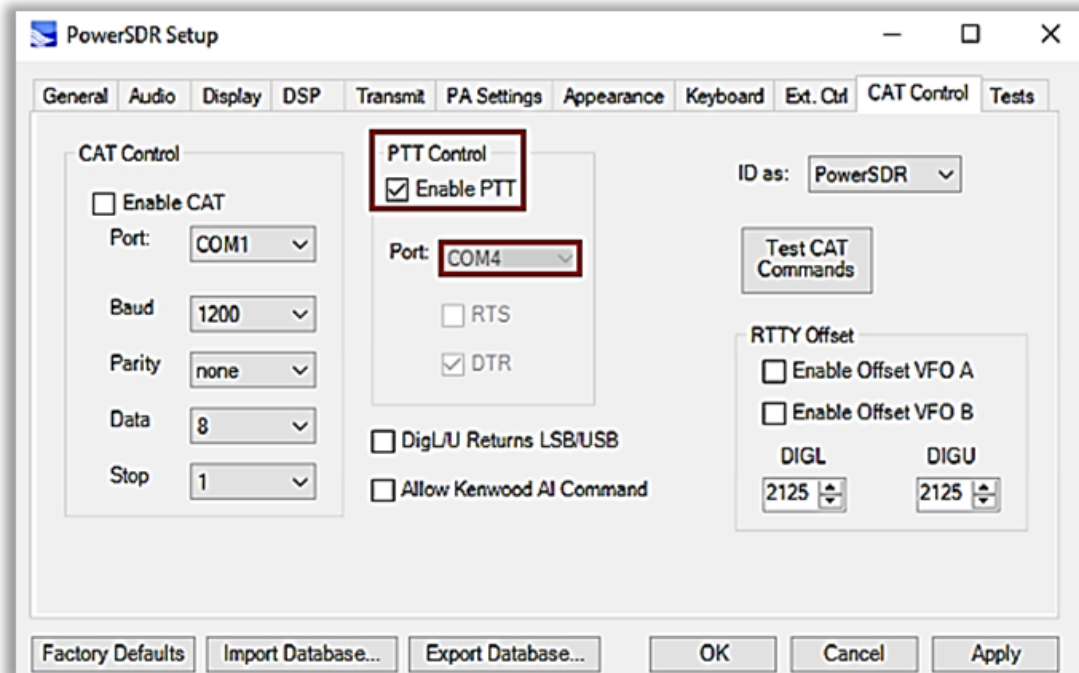 PowerSDR Setup
General Audio Display DSP Transmit PA Settings Appearance Keyboard Ext. Ctrl CAT Control Tests
CAT Control
Enable CAT
Port: COM1
Baud 1200
Parity none
Data 8
Stop 1
PTT Control
Enable PTT
Port: COM4
RTS
DTR
DigL/U Returns LSB/USB
Allow Kenwood AI Command
ID as: PowerSDR
Test CAT
Commands
RTTY Offset
Enable Offset VFO A
Enable Offset VFO B
DIGL DIGU
2125 2125
Factory Defaults Import Database... Export Database... OK Cancel Apply